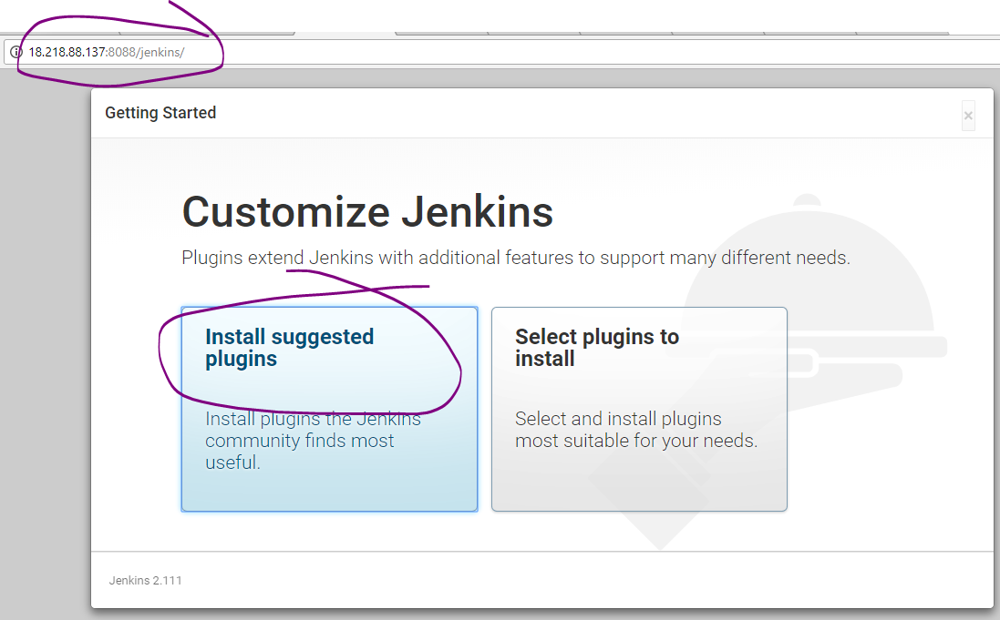 18.218.88.137:8088/jenkins/
Getting Started
×
Customize Jenkins
Plugins extend Jenkins with additional features to support many different needs.
Install suggested
plugins
Install plugins the Jenkins
community finds most
useful.
Select plugins to
install
Select and install plugins
most suitable for your needs.
Jenkins 2.111